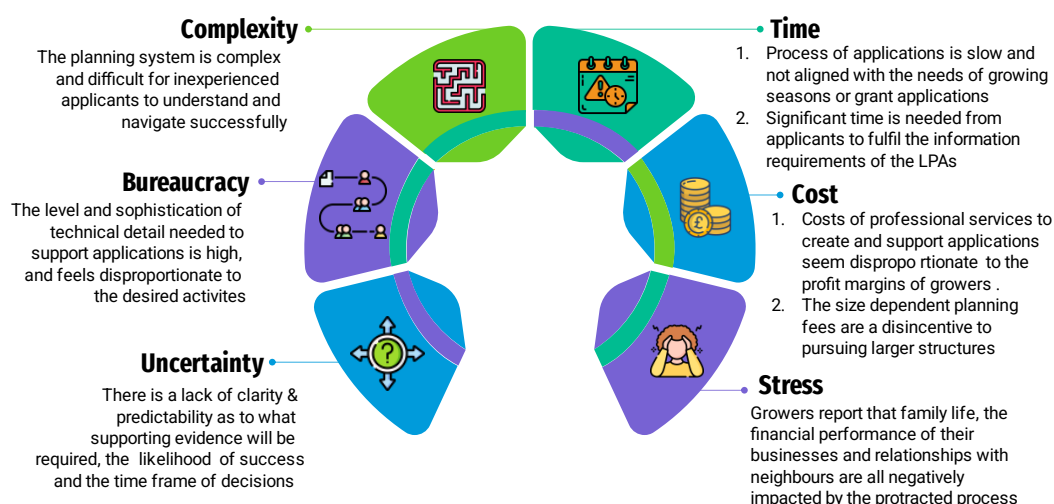 Complexity
The planning system is complex
and difficult for inexperienced
applicants to understand and
navigate successfully
Bureaucracy
The level and sophistication of
technical detail needed to
support applications is high,
and feels disproportionate to
the desired activites
Uncertainty
There is a lack of clarity &
predictability as to what
supporting evidence will be
required, the likelihood of success
and the time frame of decisions
Time
1. Process of applications is slow and
not aligned with the needs of growing
seasons or grant applications
2. Significant time is needed from
applicants to fulfil the information
requirements of the LPAs
Cost
1. Costs of professional services to
create and support applications
seem dispropo rtionate to the
profit margins of growers .
2. The size dependent planning
fees are a disincentive to
pursuing larger structures
Stress
Growers report that family life, the
financial performance of their
businesses and relationships with
neighbours are all negatively
impacted by the protracted process
£
?